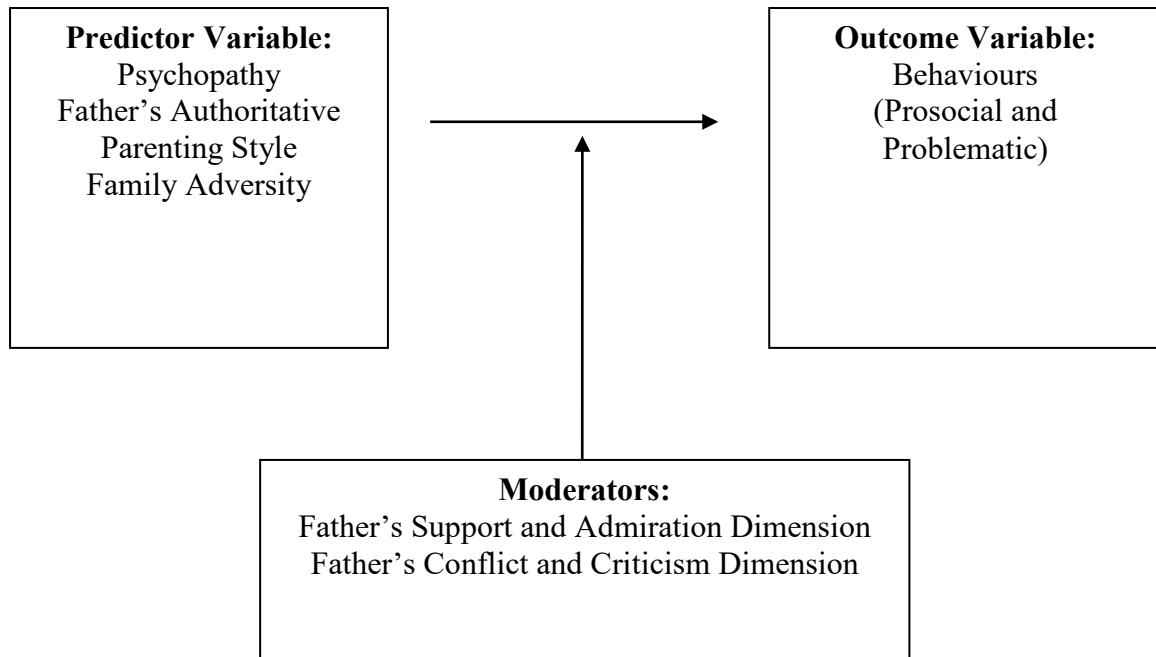 Predictor Variable:
Psychopathy
Father’s Authoritative
Parenting Style
Family Adversity
Outcome Variable:
Behaviours
(Prosocial and
Problematic)
Moderators:
Father’s Support and Admiration Dimension
Father’s Conflict and Criticism Dimension